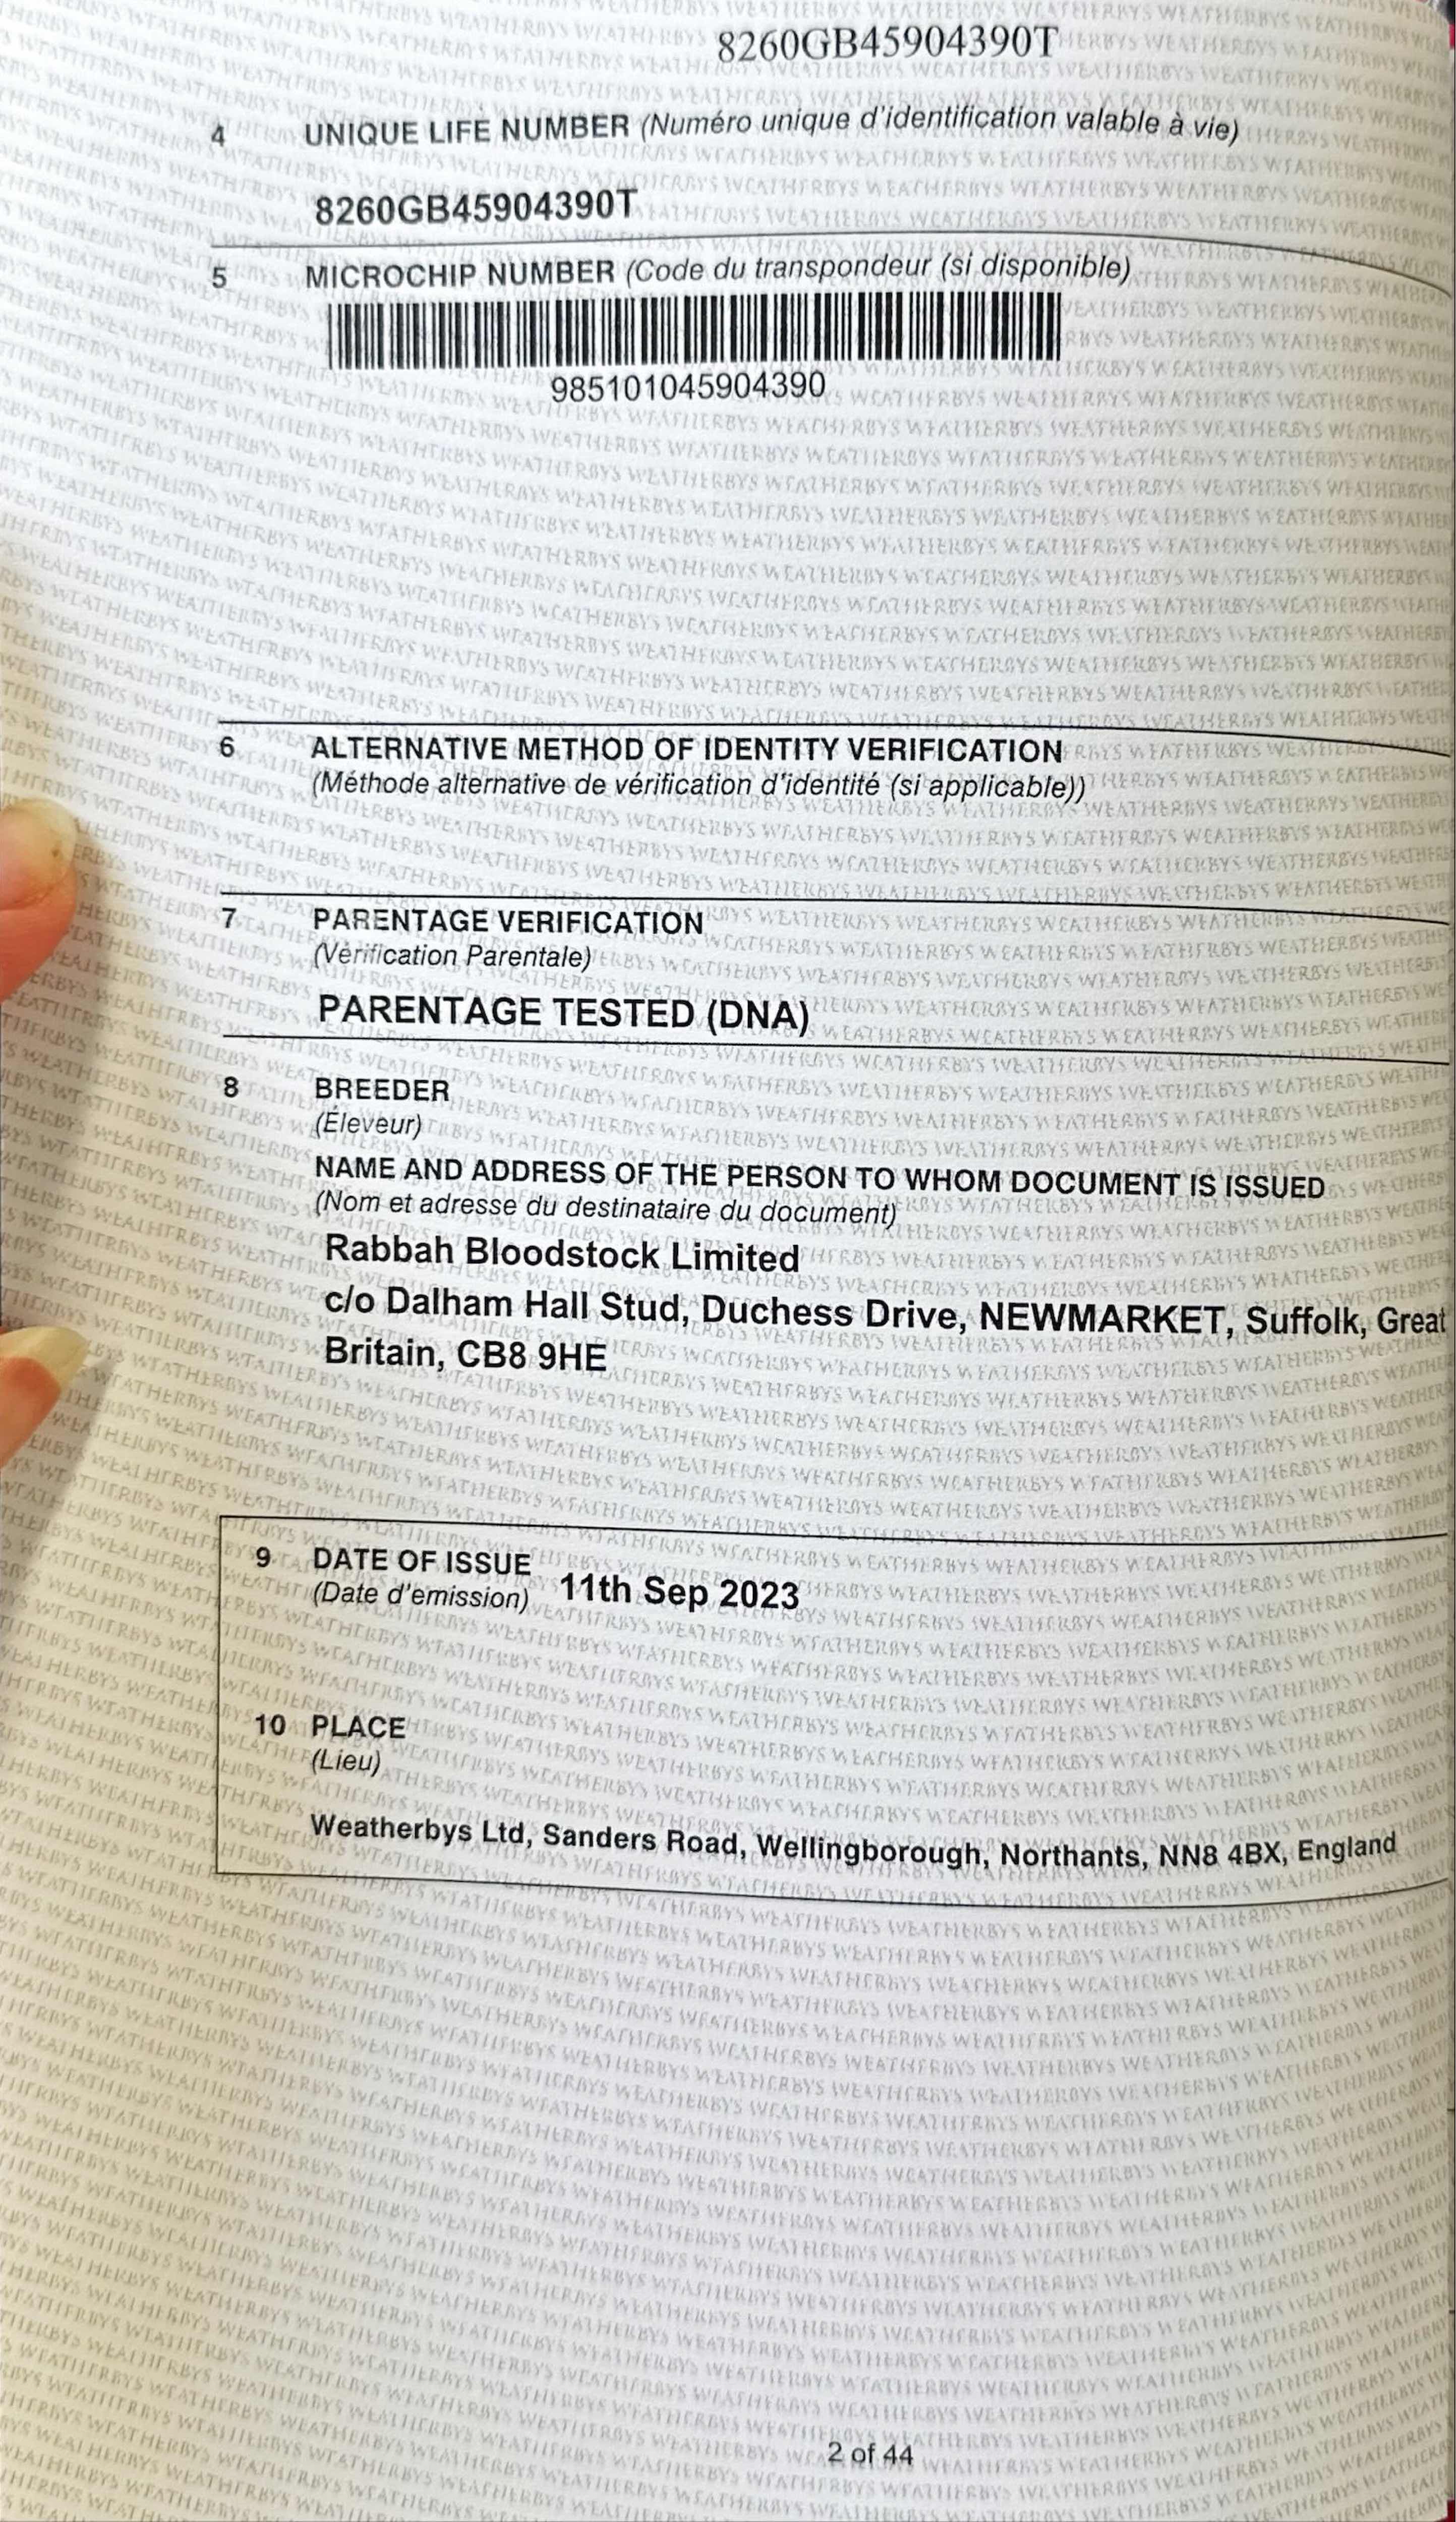 8260GB45904390T
4 UNIQUE LIFE NUMBER (Numéro unique d'identification valable à vie)
8260GB45904390T
5 MICROCHIP NUMBER (Code du transpondeur (si disponible)
985101045904390
6 ALTERNATIVE METHOD OF IDENTITY VERIFICATION
(Méthode alternative de vérification d'identité (si applicable))
7 PARENTAGE VERIFICATION
(Vérification Parentale)
PARENTAGE TESTED (DNA)
8 BREEDER
(Éleveur)
NAME AND ADDRESS OF THE PERSON TO WHOM DOCUMENT IS ISSUED
(Nom et adresse du destinataire du document)
Rabbah Bloodstock Limited
c/o Dalham Hall Stud, Duchess Drive, NEWMARKET, Suffolk, Great
Britain, CB8 9HE
9 DATE OF ISSUE
(Date d'emission) 11th Sep 2023
10 PLACE
(Lieu)
Weatherbys Ltd, Sanders Road, Wellingborough, Northants, NN8 4BX, England
2 of 44